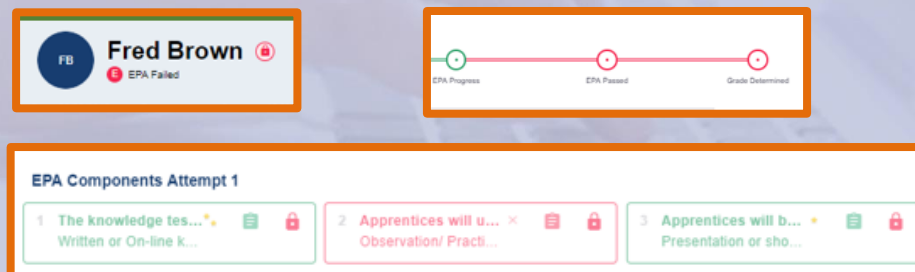 FB
Fred Brown
E EPA Failed
EPA Progress
EPA Passed
Grade Determined
EPA Components Attempt 1
1 The knowledge tes...
Written or On-line k...
2 Apprentices will u... ×
Observation/ Practi...
3 Apprentices will b...
Presentation or sho...